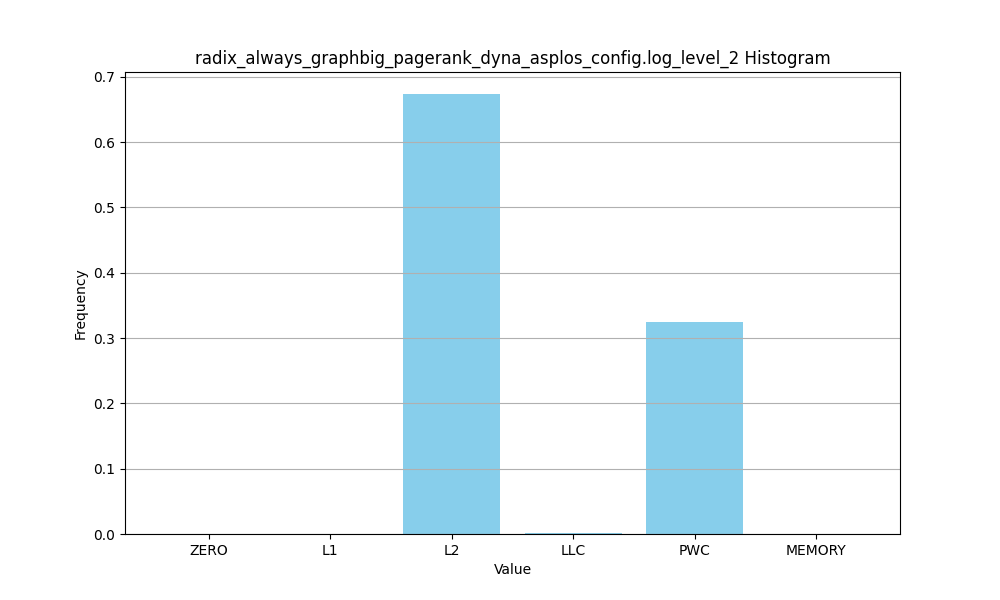 radix_always_graphbig_pagerank_dyna_asplos_config.log_level_2 Histogram
0.7
0.6
0.5
0.4
0.3
0.2
0.1
0.0
Frequency
ZERO L1 L2 LLC PWC MEMORY
Value